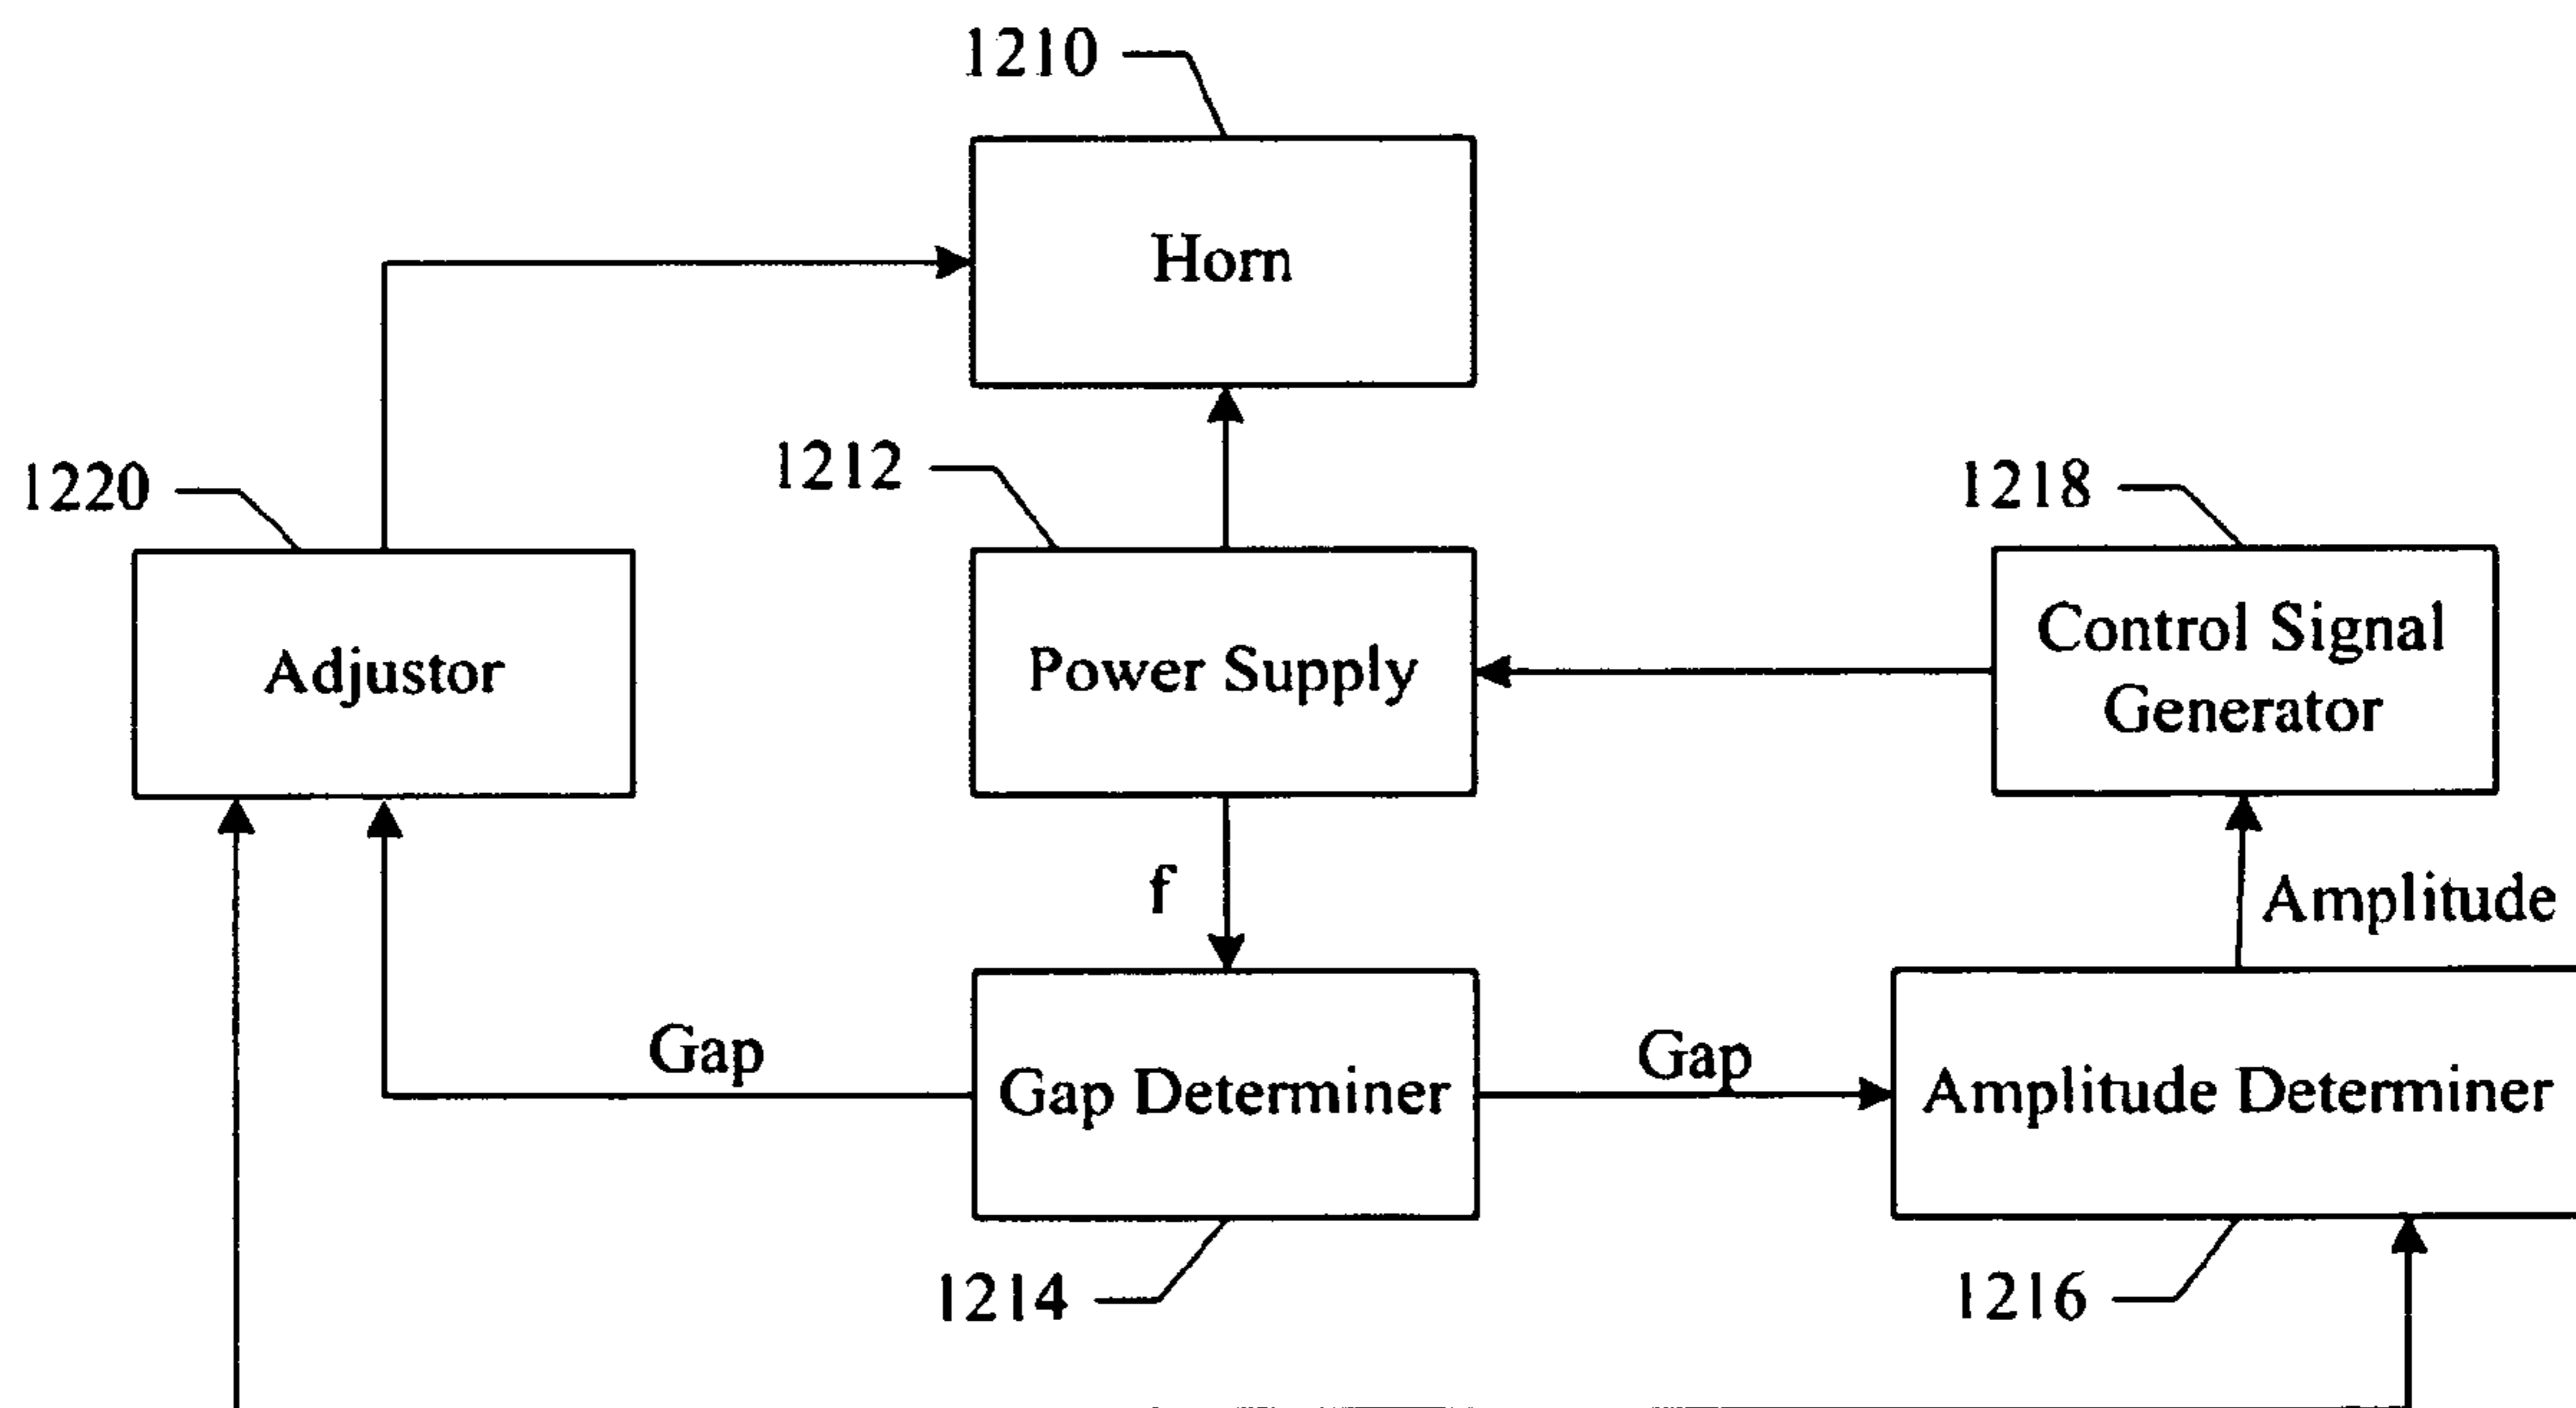 1210
Horn
1212
1220
1218
Adjustor
Power Supply
Control Signal
Generator
f
Amplitude
Gap
Gap
Gap Determiner
Amplitude Determiner
1214
1216